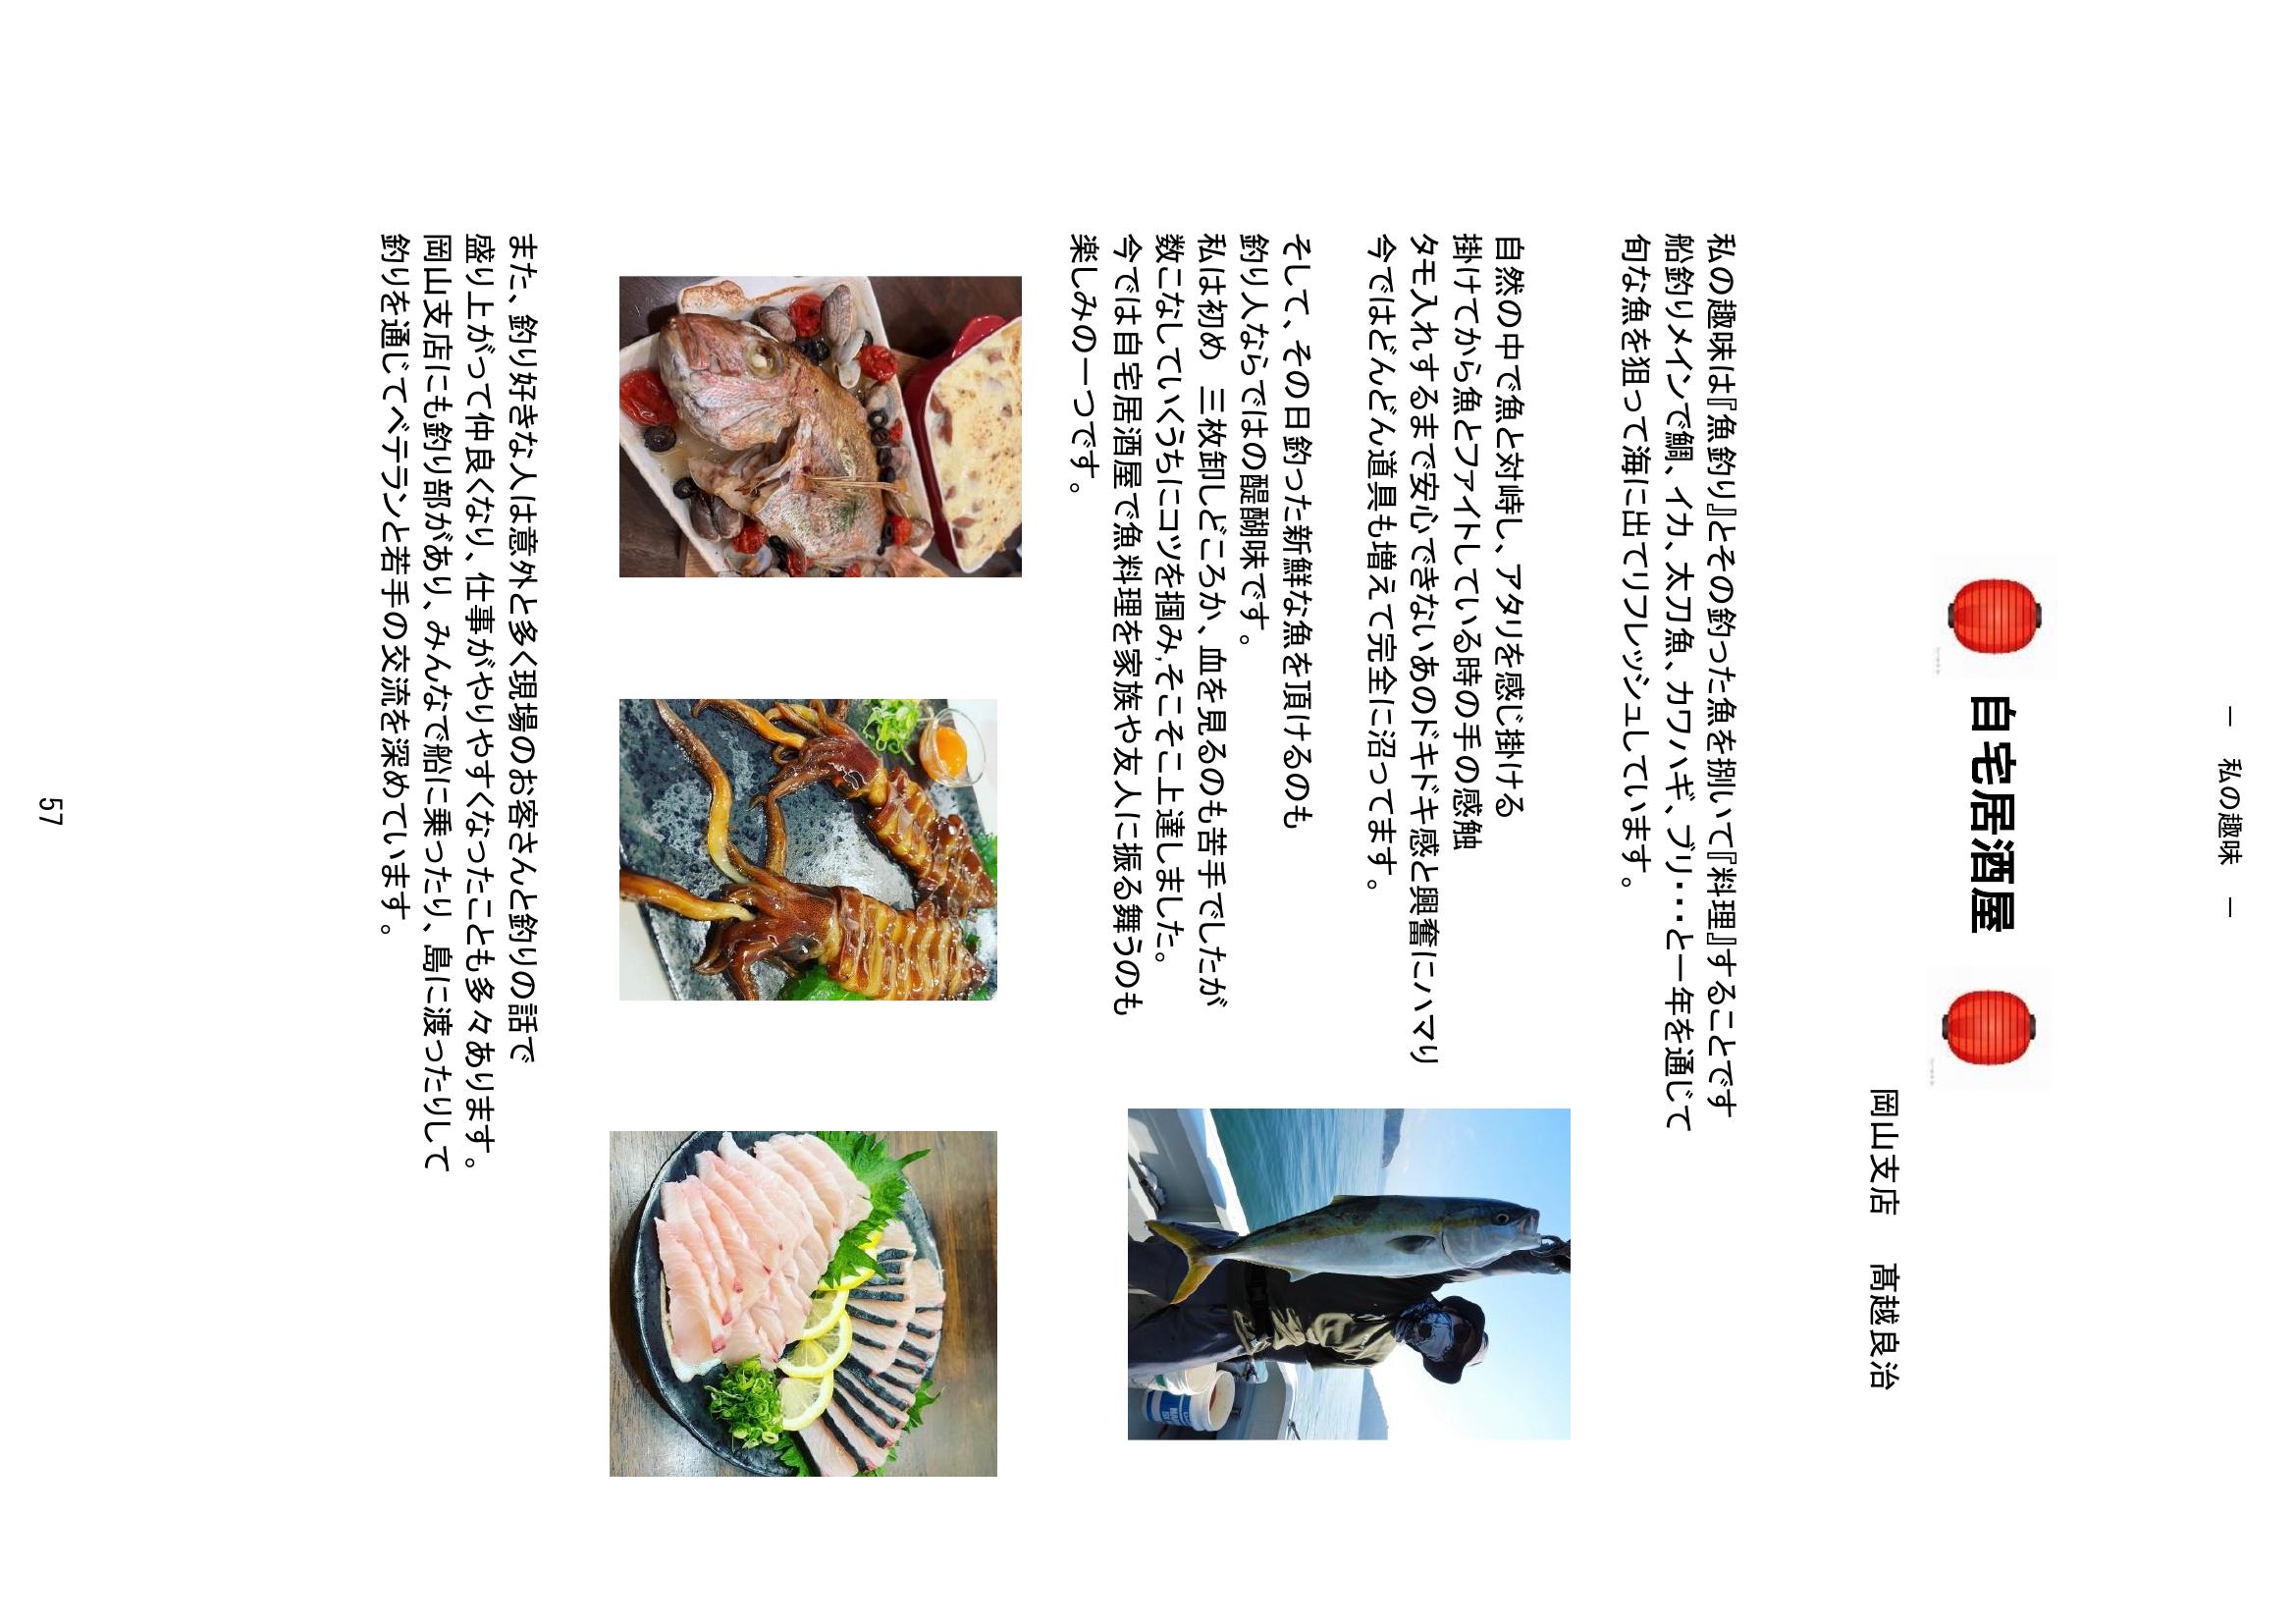 ― 私の趣味 ―
自宅居酒屋
岡山支店 髙越良治
私の趣味は『魚釣り』とその釣った魚を捌いて『料理』することです
船釣りメインで鯛、イカ、太刀魚、カワハギ、ブリ・・・と一年を通じて
旬な魚を狙って海に出てリフレッシュしています。
自然の中で魚と対峙し、アタリを感じ掛ける
掛けてから魚とファイトしている時の手の感触
タモ入れするまで安心できないあのドキドキ感と興奮にハマり
今ではどんどん道具も増えて完全に沼ってます。
そして、その日釣った新鮮な魚を頂けるのも
釣り人ならではの醍醐味です。
私は初め 三枚卸しどころか、血を見るのも苦手でしたが
数こなしていくうちにコツを掴み,そこそこ上達しました。
今では自宅居酒屋で魚料理を家族や友人に振る舞うのも
楽しみの一つです。
また、釣り好きな人は意外と多く現場のお客さんと釣りの話で
盛り上がって仲良くなり、仕事がやりやすくなったことも多々あります。
岡山支店にも釣り部があり、みんなで船に乗ったり、島に渡ったりして
釣りを通じてベテランと若手の交流を深めています。
57